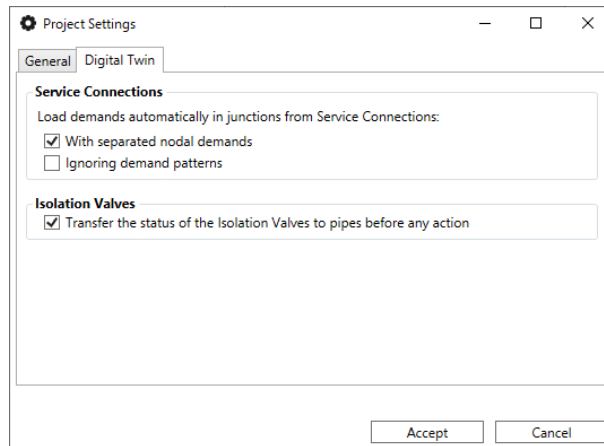 Project Settings
General Digital Twin
Service Connections
Load demands automatically in junctions from Service Connections:
With separated nodal demands
Ignoring demand patterns
Isolation Valves
Transfer the status of the Isolation Valves to pipes before any action
Accept Cancel